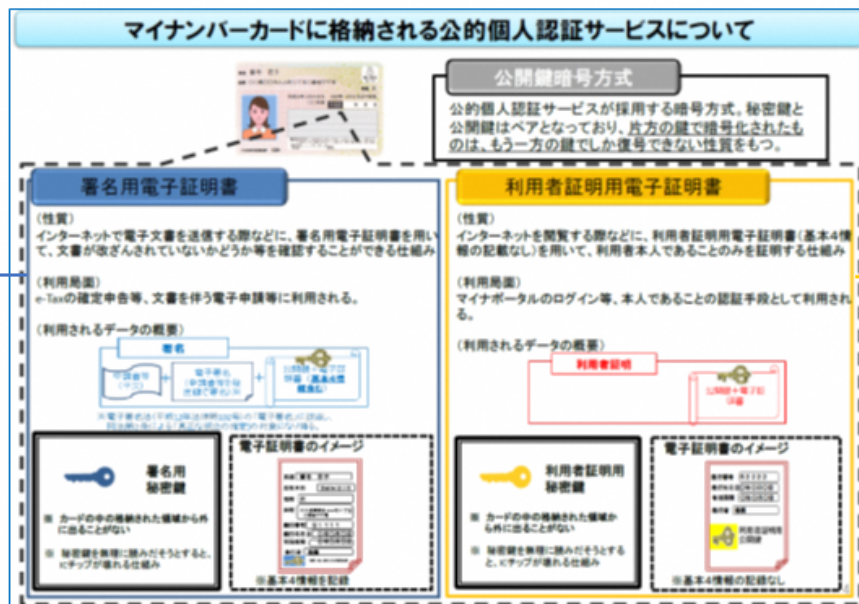 マイナンバーカードに格納される公的個人認証サービスについて
公開鍵暗号方式
公的個人認証サービスが採用する暗号方式。秘密鍵と
公開鍵はペアとなっており、片方の鍵で暗号化されたも
のは、もう一方の鍵でしか復号できない性質をもつ。
署名用電子証明書
（性質）
インターネットで電子文書を送信する際などに、署名用電子証明書を用い
て、文書が改ざんされていないかどうか等を確認することができる仕組み
（利用局面）
e-Taxの確定申告等、文書を伴う電子申請等に利用される。
（利用されるデータの概要）
署名
申請書等
電子署名
+
+
署名用
秘密鍵
※ カードの中の格納された領域から外
に出ることがない
※ 秘密鍵を無理に読みだそうとすると、
ICチップが壊れる仕組み
電子証明書のイメージ
※基本4情報を記録
利用者証明用電子証明書
（性質）
インターネットを閲覧する際などに、利用者証明用電子証明書（基本4情
報の記載なし）を用いて、利用者本人であることのみを証明する仕組み
（利用局面）
マイナポータルのログイン等、本人であることの認証手段として利用され
る。
（利用されるデータの概要）
利用者証明
利用者証明用
秘密鍵
※ カードの中の格納された領域か
ら外に出ることがない
※ 秘密鍵を無理に読みだそうとする
と、ICチップが壊れる仕組み
電子証明書のイメージ
利用者証明用
公開鍵
※基本4情報の記録なし